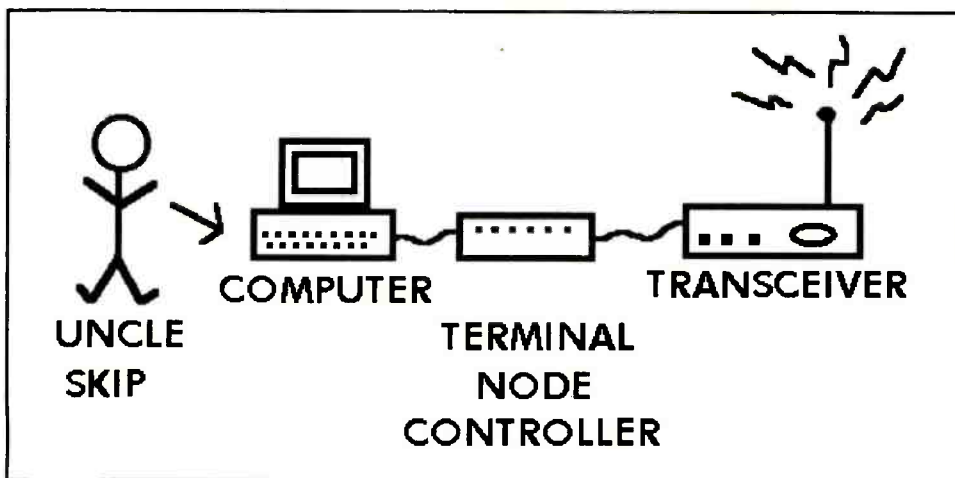 UNCLE
SKIP
COMPUTER
TERMINAL
NODE
CONTROLLER
TRANSCEIVER